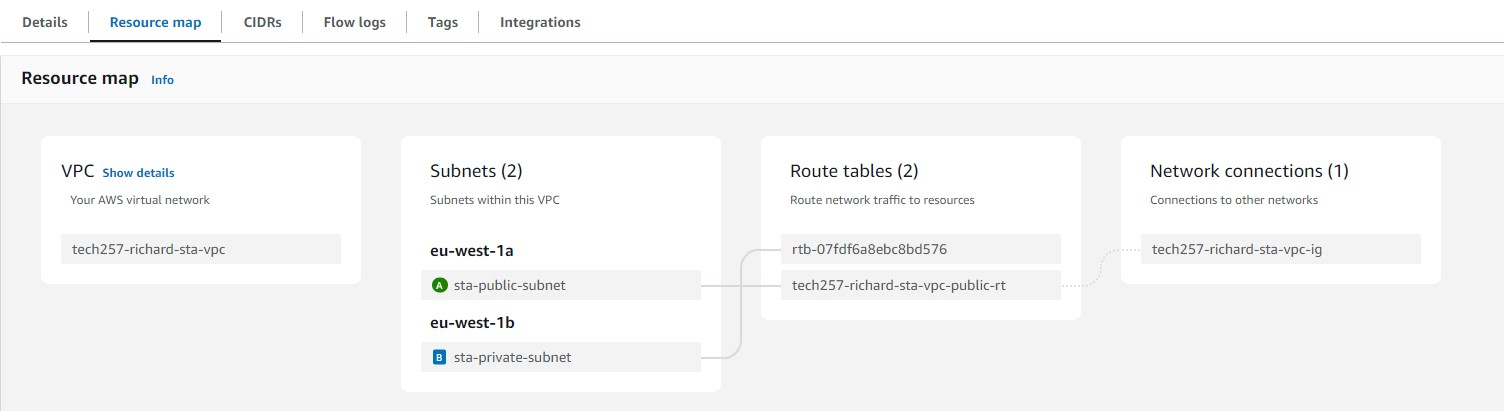 Details
Resource map
CIDRs
Flow logs
Tags
Integrations
Resource map Info
VPC Show details
Your AWS virtual network
tech257-richard-sta-vpc
Subnets (2)
Subnets within this VPC
eu-west-1a
A sta-public-subnet
eu-west-1b
B sta-private-subnet
Route tables (2)
Route network traffic to resources
rtb-07fdf6a8ebc8bd576
tech257-richard-sta-vpc-public-rt
Network connections (1)
Connections to other networks
tech257-richard-sta-vpc-ig